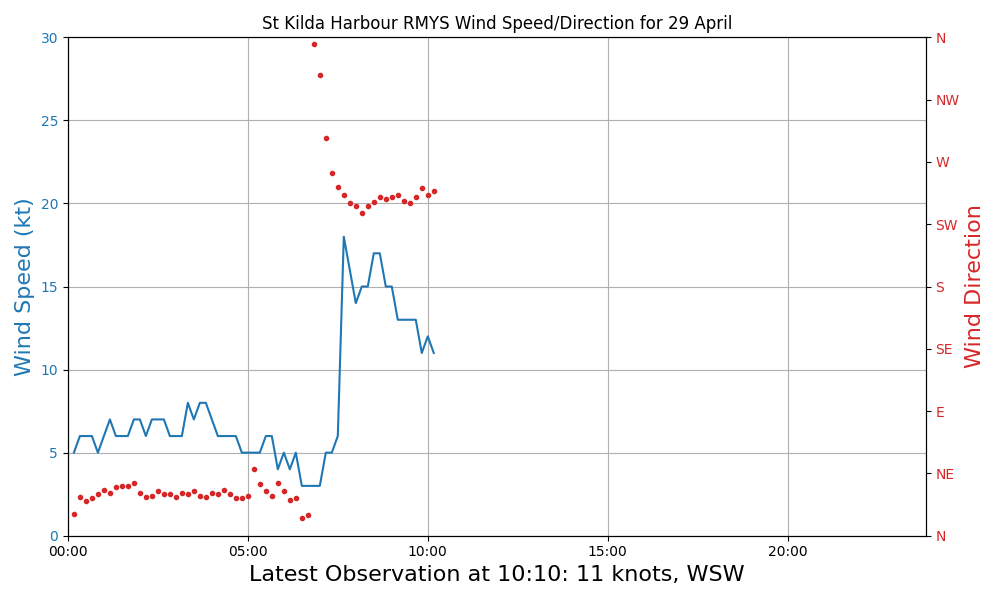 St Kilda Harbour RMYS Wind Speed/Direction for 29 April
30
25
20
15
10
5
0
Wind Speed (kt)
N
NW
W
SW
S
SE
E
NE
N
Wind Direction
00:00 05:00 10:00 15:00 20:00
Latest Observation at 10:10: 11 knots, WSW